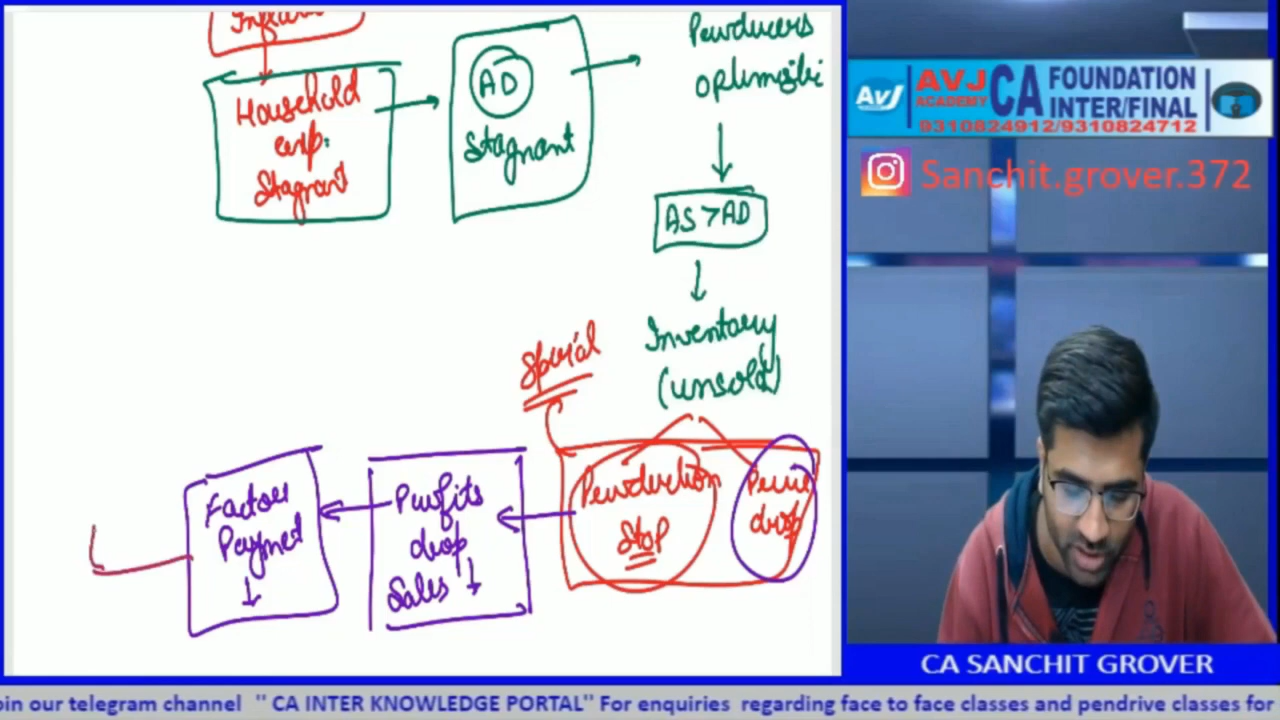 Household
exp.
Stagnant
AD
Stagnant
Producers
optimistic
AS > AD
Inventory
(unsold)
Special
Production
STOP
Price
drop
Profits
drop
Sales ↓
Factor
Payment
↓
AVJ
AVJ
ACADEMY
CA
FOUNDATION
INTER/FINAL
9310824912/9310824712
Sanchit.grover.372
CA SANCHIT GROVER
oin our telegram channel " CA INTER KNOWLEDGE PORTAL" For enquiries regarding face to face classes and pendrive classes for